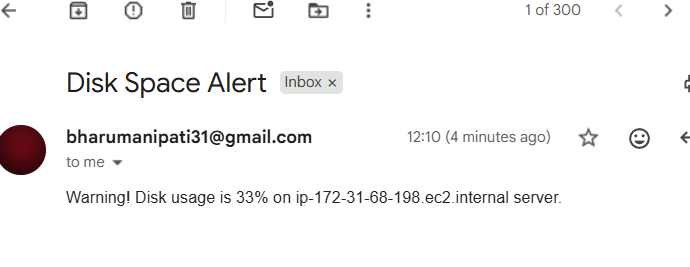 1 of 300
Disk Space Alert Inbox ×
bharumanipati31@gmail.com 12:10 (4 minutes ago)
to me
Warning! Disk usage is 33% on ip-172-31-68-198.ec2.internal server.